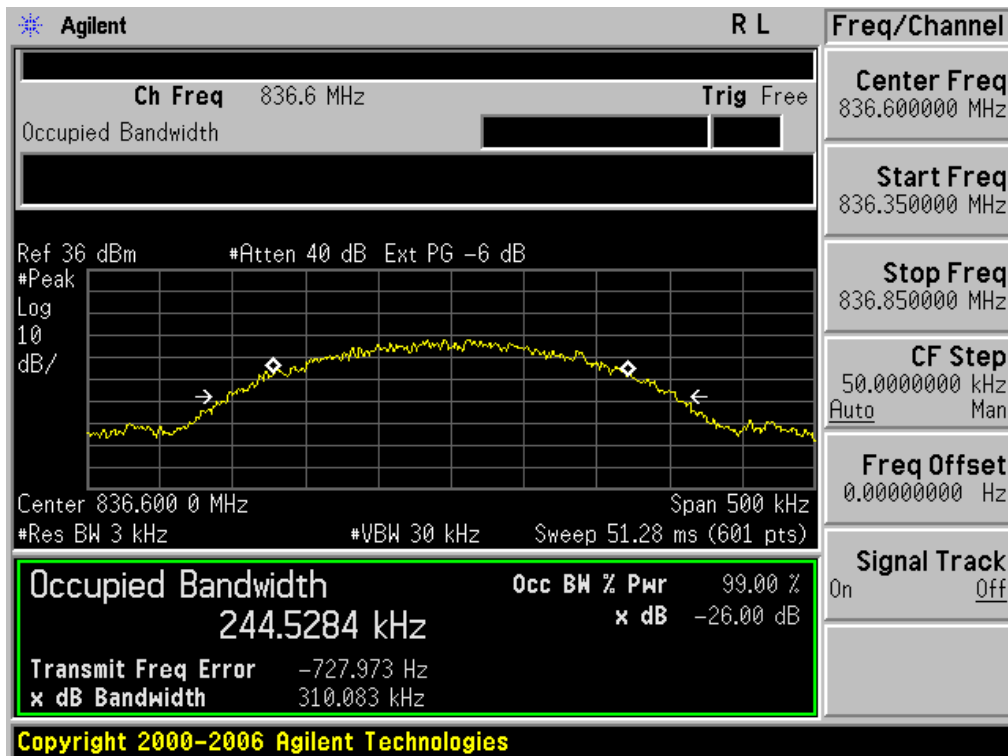 Agilent R L
Ch Freq 836.6 MHz Trig Free
Occupied Bandwidth
Ref 36 dBm #Atten 40 dB Ext PG -6 dB
#Peak
Log
10
dB/
Center 836.600 0 MHz Span 500 kHz
#Res BW 3 kHz #VBW 30 kHz Sweep 51.28 ms (601 pts)
Occupied Bandwidth
244.5284 kHz
Occ BW % Pwr 99.00 %
x dB -26.00 dB
Transmit Freq Error -727.973 Hz
x dB Bandwidth 310.083 kHz
Copyright 2000-2006 Agilent Technologies
Freq/Channel
Center Freq
836.600000 MHz
Start Freq
836.350000 MHz
Stop Freq
836.850000 MHz
CF Step
50.0000000 kHz
Auto Man
Freq Offset
0.00000000 Hz
Signal Track
On Off